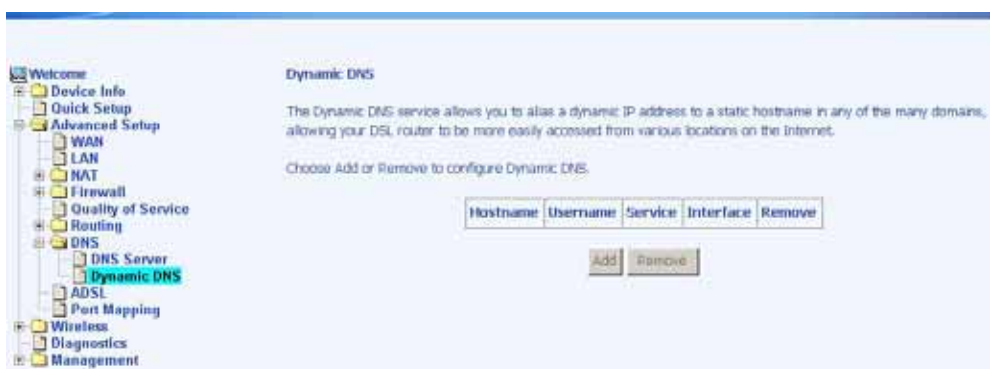 Welcome
Device Info
Quick Setup
Advanced Setup
WAN
LAN
NAT
Firewall
Quality of Service
Routing
DNS
DNS Server
Dynamic DNS
ADSL
Port Mapping
Wireless
Diagnostics
Management
Dynamic DNS
The Dynamic DNS service allows you to alias a dynamic IP address to a static hostname in any of the many domains,
allowing your DSL router to be more easily accessed from various locations on the Internet.
Choose Add or Remove to configure Dynamic DNS.
Hostname Username Service Interface Remove
Add Remove